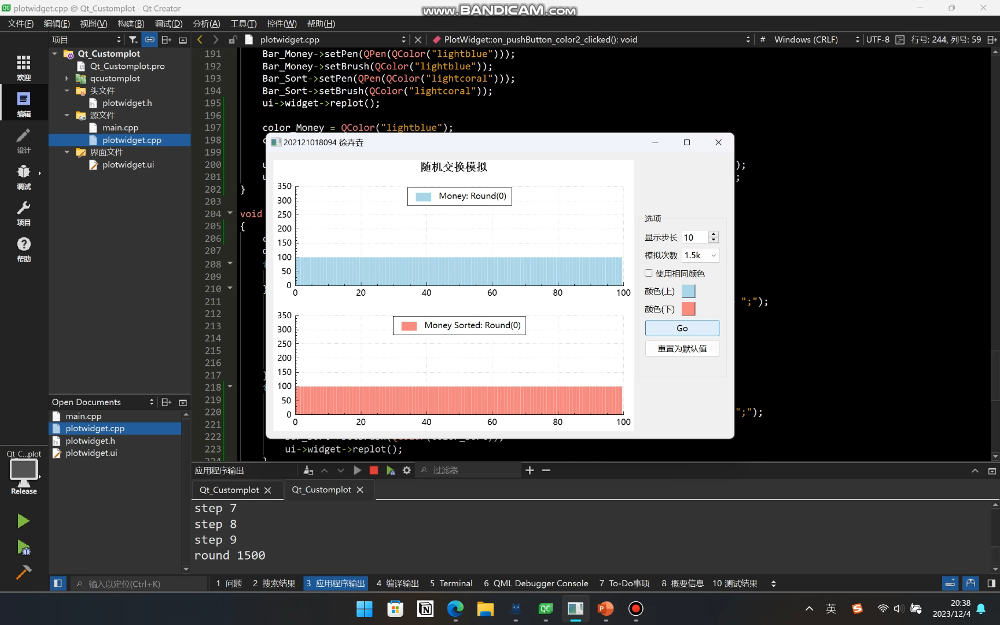 plotwidget.cpp @ Qt_Customplot - Qt Creator
www.BANDICAM.com
文件(F) 编辑(E) 视图(V) 构建(B) 调试(D) 分析(A) 工具(T) 控件(W) 帮助(H)
项目
plotwidget.cpp
PlotWidget::on_pushButton_color2_clicked(): void
# Windows (CRLF)
UTF-8
行号: 244, 列号: 59
欢迎
编辑
设计
调试
项目
帮助
Qt_Customplot
Qt_Customplot.pro
qcustomplot
头文件
plotwidget.h
源文件
main.cpp
plotwidget.cpp
界面文件
plotwidget.ui
191 Bar_Money->setPen(QPen(QColor("lightblue")));
192 Bar_Money->setBrush(QColor("lightblue"));
193 Bar_Sort->setPen(QPen(QColor("lightcoral")));
194 Bar_Sort->setBrush(QColor("lightcoral"));
195 ui->widget->replot();
196
197 color_Money = QColor("lightblue");
198 c
199
200 u );
201 u ;
202 }
203
204 void
205 {
206
207
208
209
210 }
211 ";");
212
213
214
215
216
217 }
218
219
220 ";");
221
222
223 ui->widget->replot();
224 }
202121018094 徐卉垚
随机交换模拟
350
300
250
200
150
100
50
0
Money: Round(0)
0 20 40 60 80 100
350
300
250
200
150
100
50
0
Money Sorted: Round(0)
0 20 40 60 80 100
选项
显示步长 10
模拟次数 1.5k
使用相同颜色
颜色(上)
颜色(下)
Go
重置为默认值
Open Documents
main.cpp
plotwidget.cpp
plotwidget.h
plotwidget.ui
Qt C...plot
Release
应用程序输出
过滤器
Qt_Customplot
Qt_Customplot
step 7
step 8
step 9
round 1500
输入以定位(Ctrl+K)
1 问题 2 搜索结果 3 应用程序输出 4 编译输出 5 Terminal 6 QML Debugger Console 7 To-Do事项 8 概要信息 10 测试结果
英
20:38
2023/12/4